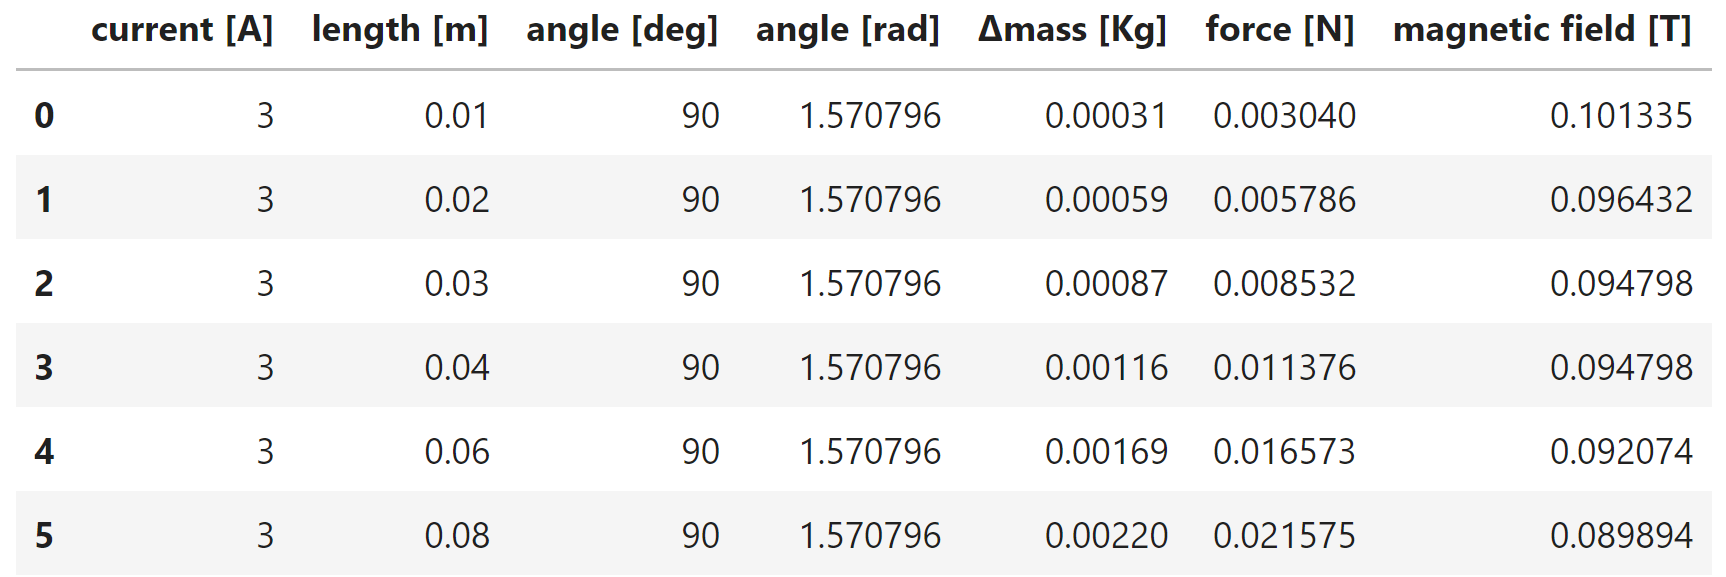 current [A] length [m] angle [deg] angle [rad] Δmass [Kg] force [N] magnetic field [T]
0 3 0.01 90 1.570796 0.00031 0.003040 0.101335
1 3 0.02 90 1.570796 0.00059 0.005786 0.096432
2 3 0.03 90 1.570796 0.00087 0.008532 0.094798
3 3 0.04 90 1.570796 0.00116 0.011376 0.094798
4 3 0.06 90 1.570796 0.00169 0.016573 0.092074
5 3 0.08 90 1.570796 0.00220 0.021575 0.089894